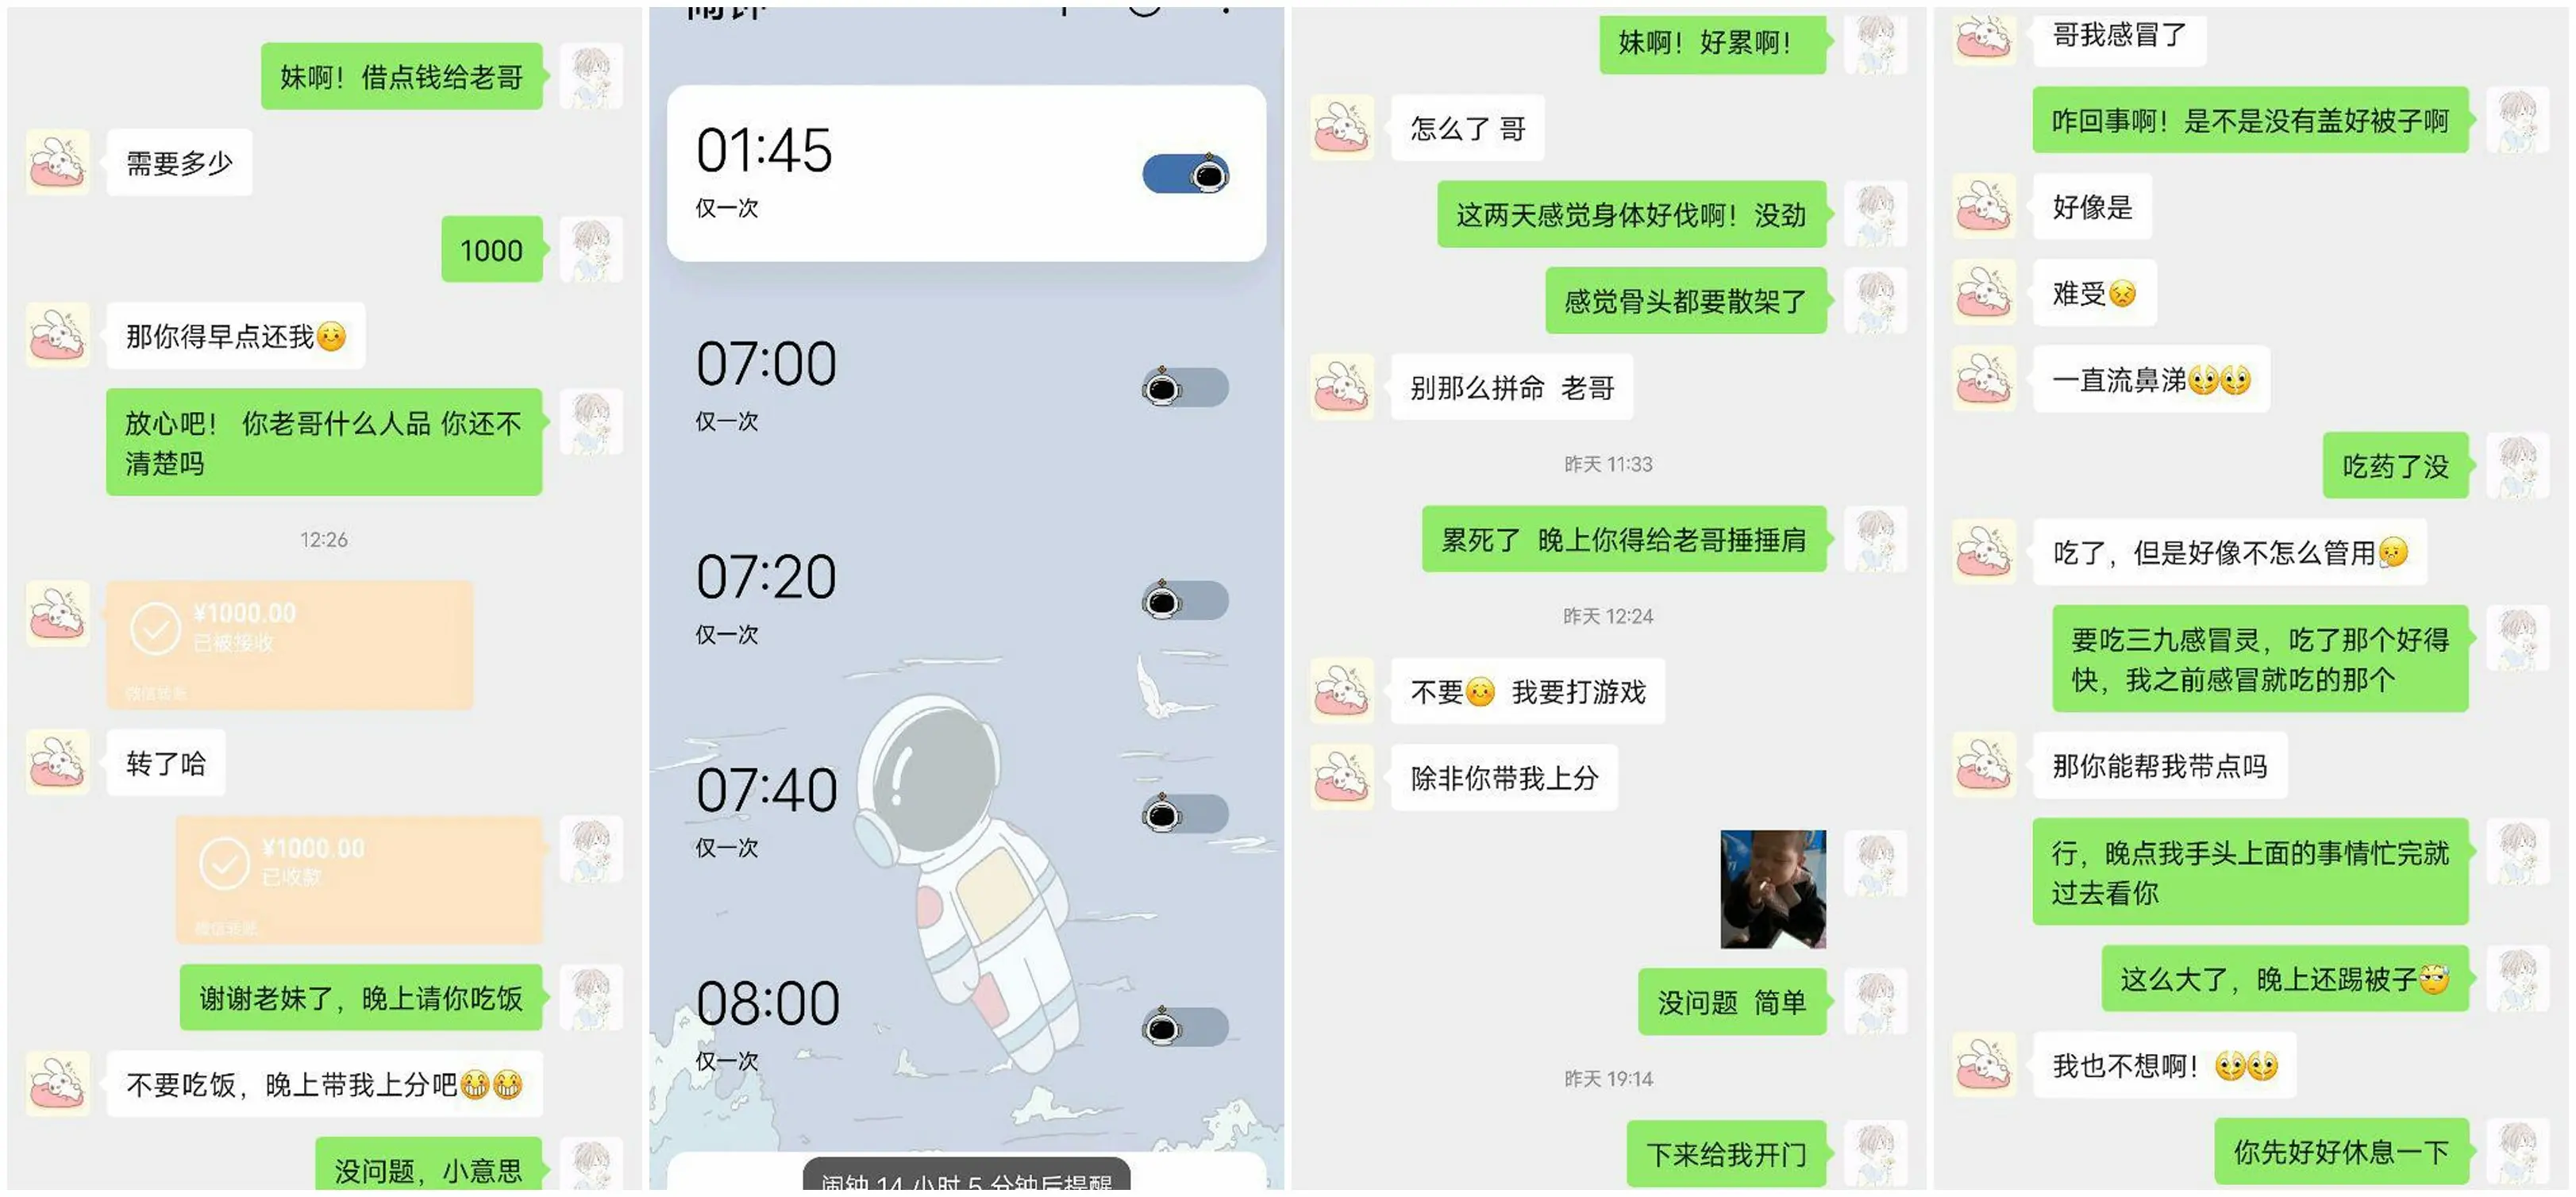 妹啊！借点钱给老哥
需要多少
1000
那你得早点还我
放心吧！ 你老哥什么人品 你还不
清楚吗
12:26
¥1000.00
已被接收
微信转账
转了哈
¥1000.00
已收款
微信转账
谢谢老妹了，晚上请你吃饭
不要吃饭，晚上带我上分吧
没问题，小意思
闹钟
01:45
仅一次
07:00
仅一次
07:20
仅一次
07:40
仅一次
08:00
仅一次
闹钟 14 小时 5 分钟后提醒
妹啊！好累啊！
怎么了 哥
这两天感觉身体好伐啊！没劲
感觉骨头都要散架了
别那么拼命 老哥
昨天 11:33
累死了 晚上你得给老哥捶捶肩
昨天 12:24
不要 我要打游戏
除非你带我上分
没问题 简单
昨天 19:14
下来给我开门
哥我感冒了
咋回事啊！是不是没有盖好被子啊
好像是
难受
一直流鼻涕
吃药了没
吃了，但是好像不怎么管用
要吃三九感冒灵，吃了那个好得
快，我之前感冒就吃的那个
那你能帮我带点吗
行，晚点我手头上面的事情忙完就
过去看你
这么大了，晚上还踢被子
我也不想啊！
你先好好休息一下